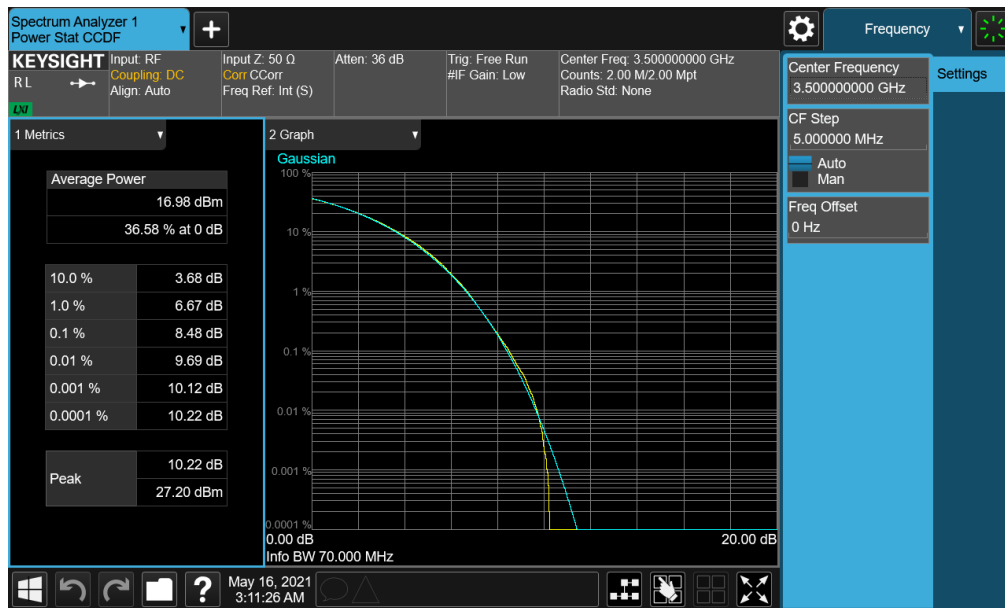 Spectrum Analyzer 1
Power Stat CCDF
+
Frequency
KEYSIGHT
R L
LXI
Input: RF
Coupling: DC
Align: Auto
Input Z: 50 Ω
Corr CCorr
Freq Ref: Int (S)
Atten: 36 dB
Trig: Free Run
#IF Gain: Low
Center Freq: 3.500000000 GHz
Counts: 2.00 M/2.00 Mpt
Radio Std: None
Center Frequency
3.500000000 GHz
Settings
CF Step
5.000000 MHz
Auto
Man
Freq Offset
0 Hz
1 Metrics
Average Power
16.98 dBm
36.58 % at 0 dB
10.0 % 3.68 dB
1.0 % 6.67 dB
0.1 % 8.48 dB
0.01 % 9.69 dB
0.001 % 10.12 dB
0.0001 % 10.22 dB
Peak
10.22 dB
27.20 dBm
2 Graph
Gaussian
100 %
10 %
1 %
0.1 %
0.01 %
0.001 %
0.0001 %
0.00 dB 20.00 dB
Info BW 70.000 MHz
?
May 16, 2021
3:11:26 AM